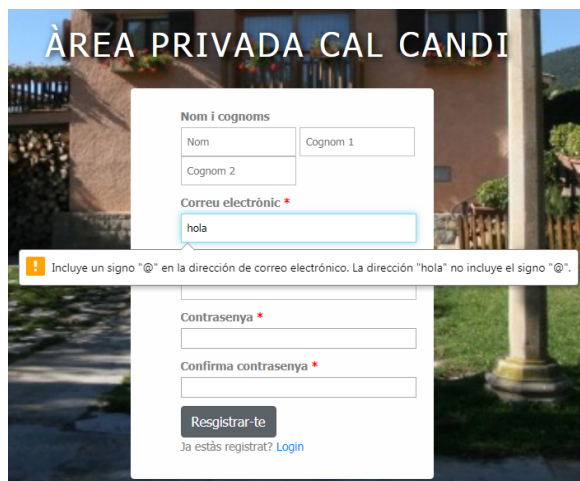 ÀREA PRIVADA CAL CANDI
Nom i cognoms
Nom Cognom 1
Cognom 2
Correu electrònic *
hola
! Incluye un signo "@" en la dirección de correo electrónico. La dirección "hola" no incluye el signo "@".
Contrasenya *
Confirma contrasenya *
Resgistrar-te
Ja estàs registrat? Login